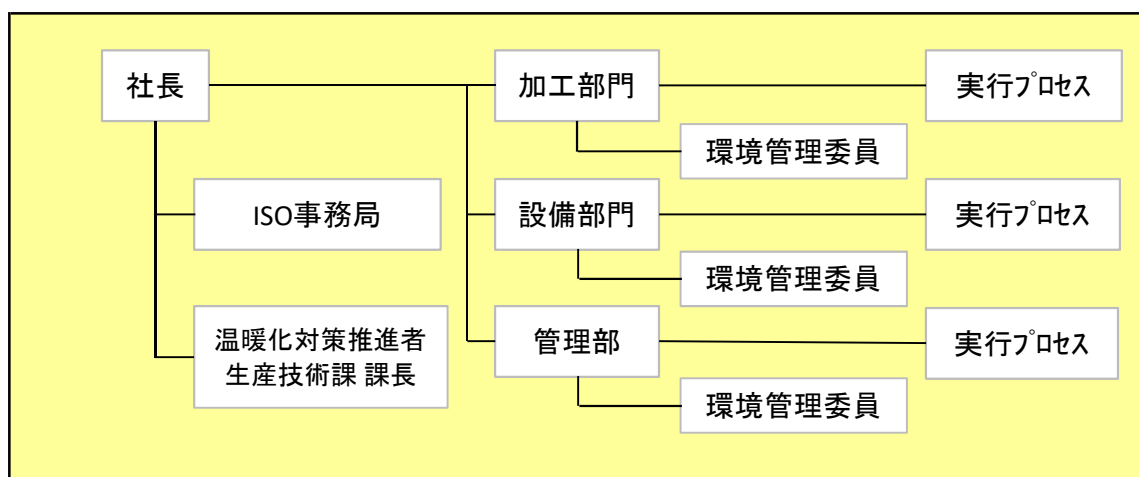 社長
加工部門
実行ﾌﾟﾛｾｽ
環境管理委員
ISO事務局
設備部門
実行ﾌﾟﾛｾｽ
環境管理委員
温暖化対策推進者
生産技術課 課長
管理部
実行ﾌﾟﾛｾｽ
環境管理委員